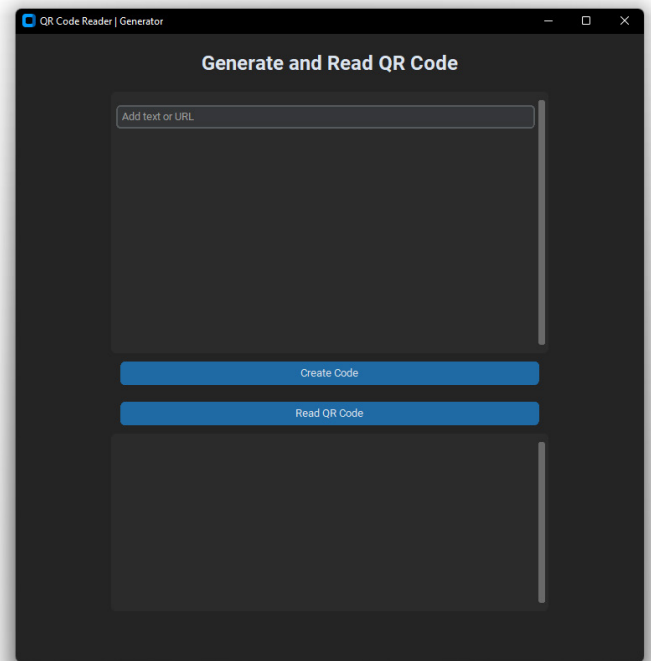 QR Code Reader | Generator
Generate and Read QR Code
Add text or URL
Create Code
Read QR Code